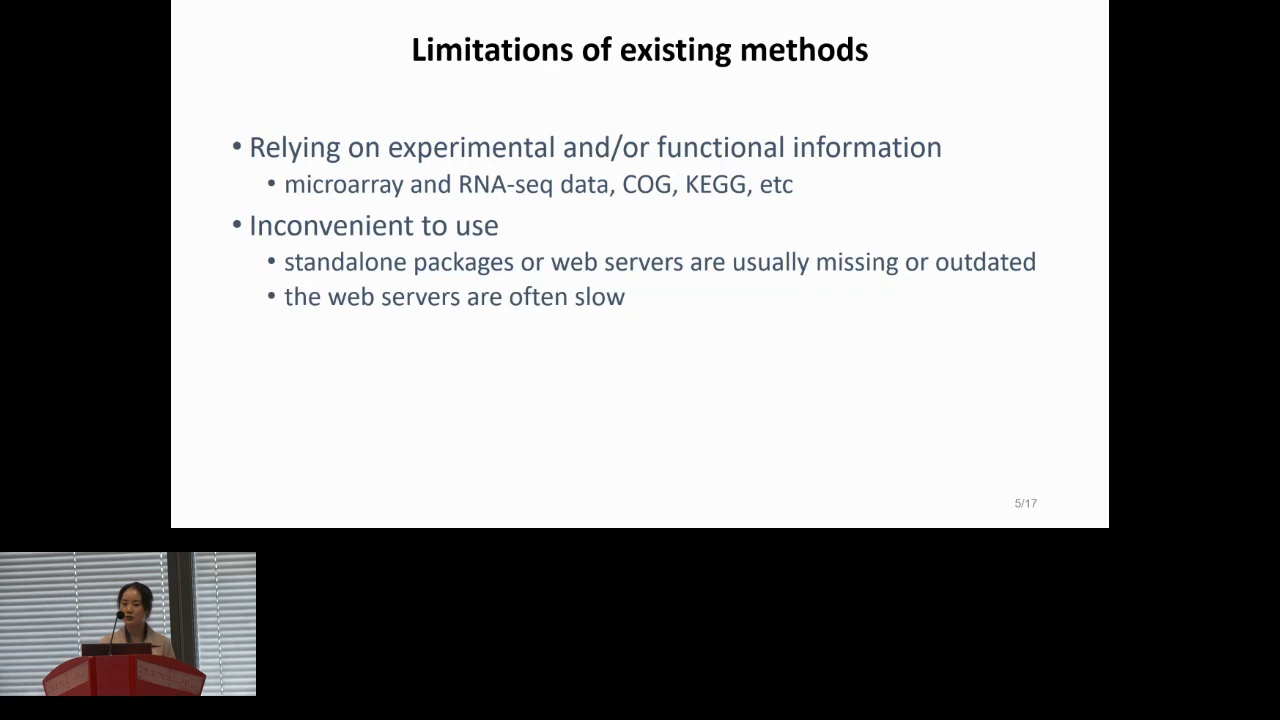 Limitations of existing methods
• Relying on experimental and/or functional information
• microarray and RNA-seq data, COG, KEGG, etc
• Inconvenient to use
• standalone packages or web servers are usually missing or outdated
• the web servers are often slow
5/17